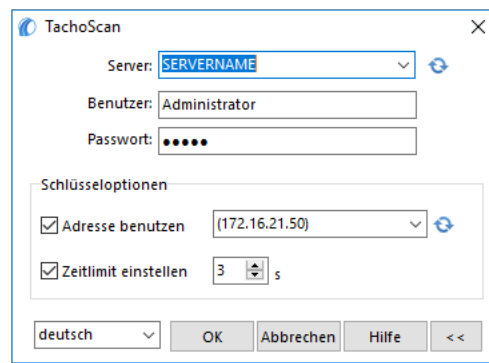 TachoScan
Server: SERVERNAME
Benutzer: Administrator
Passwort: •••••
Schlüsseloptionen
Adresse benutzen (172.16.21.50)
Zeitlimit einstellen 3 s
deutsch OK Abbrechen Hilfe <<